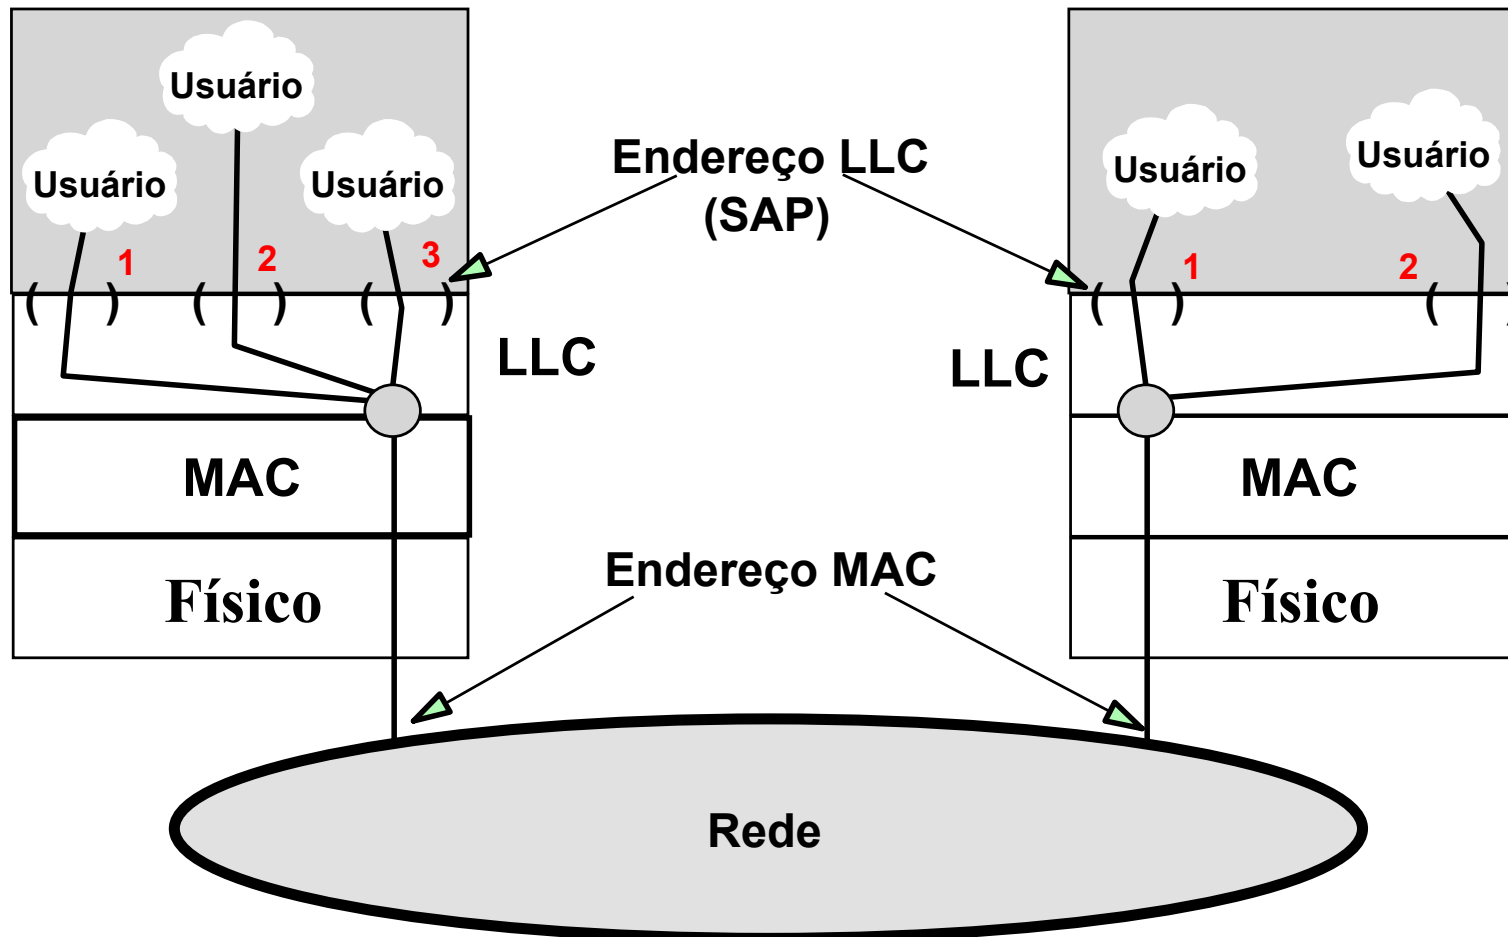 Usuário
Usuário
Usuário
1
2
3
( ) ( ) ( )
Endereço LLC
(SAP)
Usuário
Usuário
1
2
( ) ( )
LLC
LLC
MAC
MAC
Endereço MAC
Físico
Físico
Rede